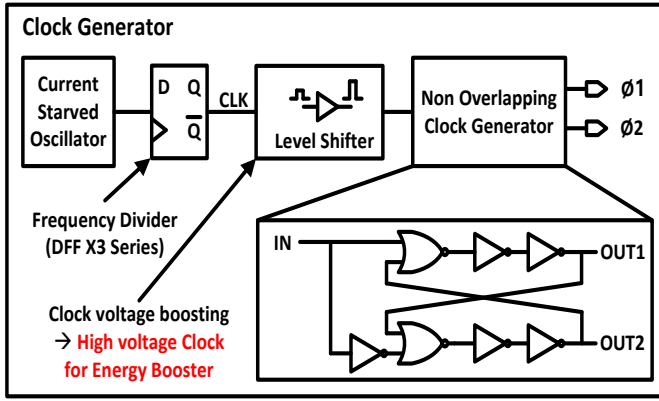 Clock Generator
Current
Starved
Oscillator
D Q
Q
CLK
Level Shifter
Non Overlapping
Clock Generator
Ø1
Ø2
Frequency Divider
(DFF X3 Series)
Clock voltage boosting
→ High voltage Clock
for Energy Booster
IN
OUT1
OUT2